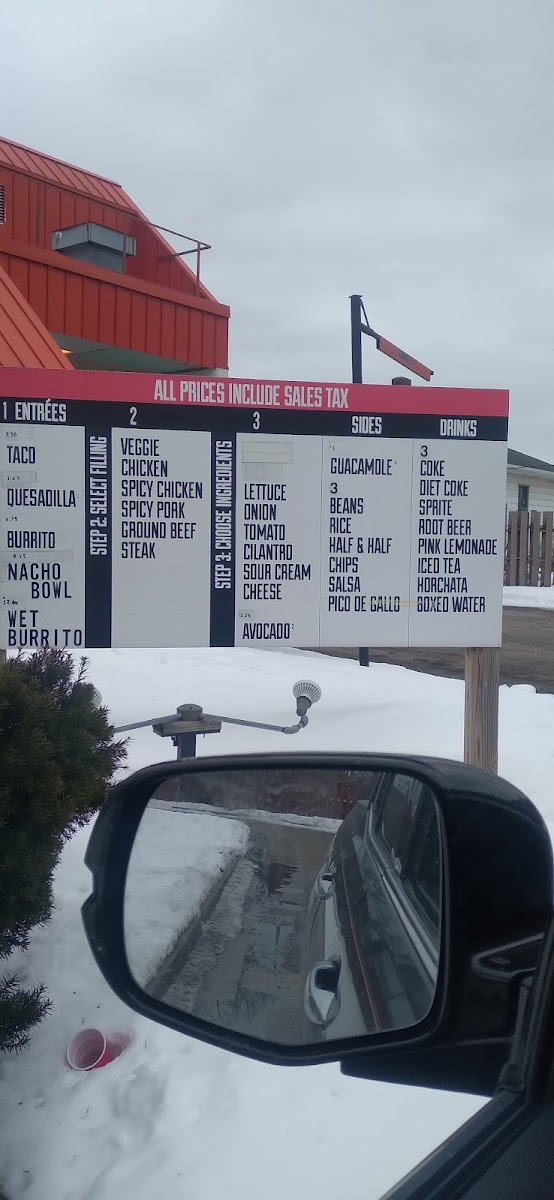 ALL PRICES INCLUDE SALES TAX
1 ENTRÉES
TACO
QUESADILLA
BURRITO
NACHO
BOWL
WET
BURRITO
2
STEP 2: SELECT FILLING
VEGGIE
CHICKEN
SPICY CHICKEN
SPICY PORK
GROUND BEEF
STEAK
3
STEP 3: CHOOSE INGREDIENTS
LETTUCE
ONION
TOMATO
CILANTRO
SOUR CREAM
CHEESE
AVOCADO
SIDES
GUACAMOLE
3
BEANS
RICE
HALF & HALF
CHIPS
SALSA
PICO DE GALLO
DRINKS
3
COKE
DIET COKE
SPRITE
ROOT BEER
PINK LEMONADE
ICED TEA
HORCHATA
BOXED WATER